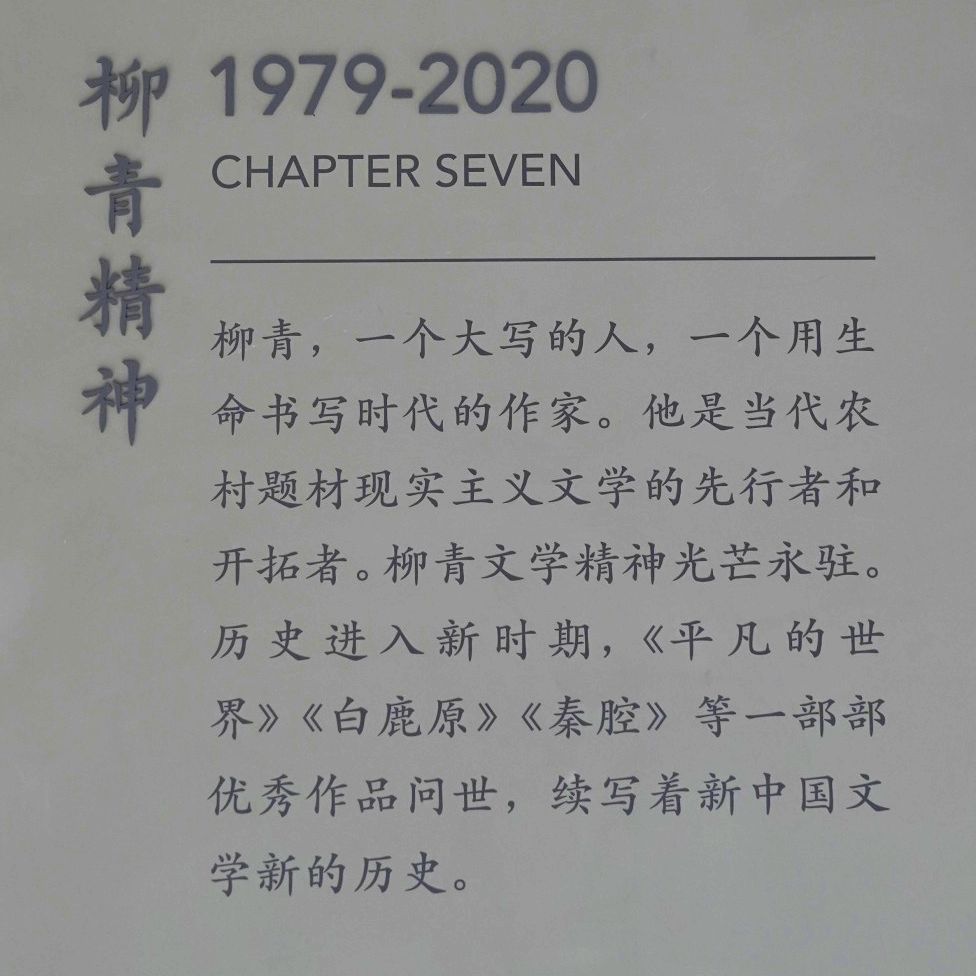 柳青精神
1979-2020
CHAPTER SEVEN
柳青，一个大写的人，一个用生
命书写时代的作家。他是当代农
村题材现实主义文学的先行者和
开拓者。柳青文学精神光芒永驻。
历史进入新时期，《平凡的世
界》《白鹿原》《秦腔》等一部部
优秀作品问世，续写着新中国文
学新的历史。